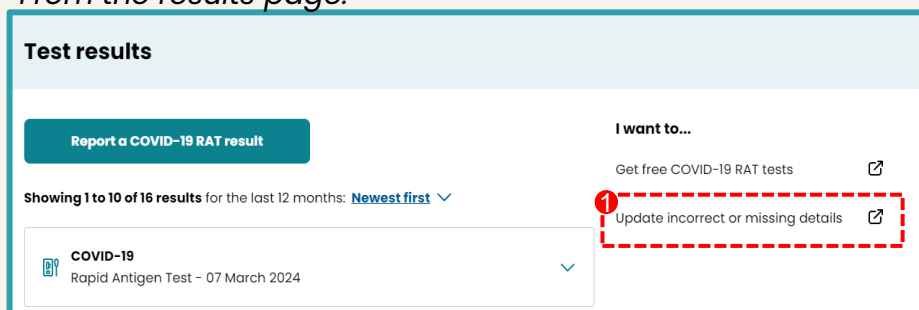 from the results page.
Test results
Report a COVID-19 RAT result
Showing 1 to 10 of 16 results for the last 12 months: Newest first
COVID-19
Rapid Antigen Test - 07 March 2024
I want to...
Get free COVID-19 RAT tests
1
Update incorrect or missing details